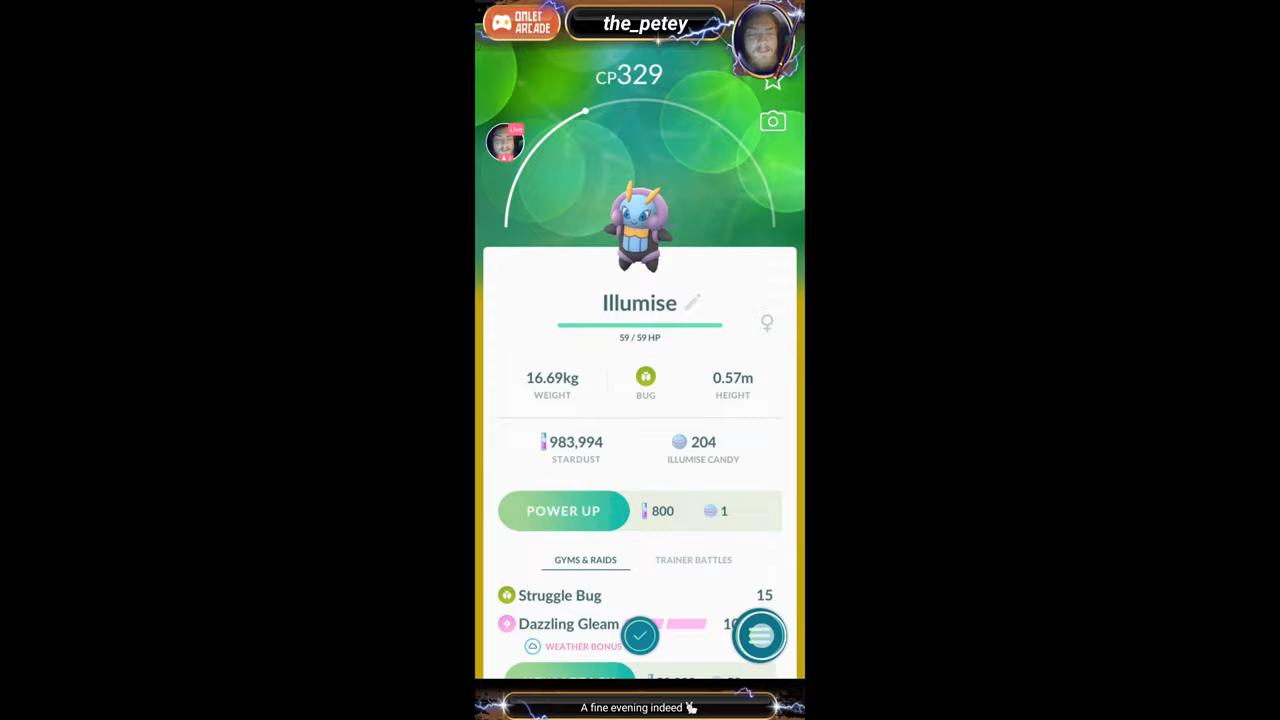 OMLET ARCADE
the_petey
CP329
Live
Illumise
59 / 59 HP
16.69kg
WEIGHT
BUG
0.57m
HEIGHT
983,994
STARDUST
204
ILLUMISE CANDY
POWER UP
800
1
GYMS & RAIDS
TRAINER BATTLES
Struggle Bug
15
Dazzling Gleam
WEATHER BONUS
A fine evening indeed 🐇